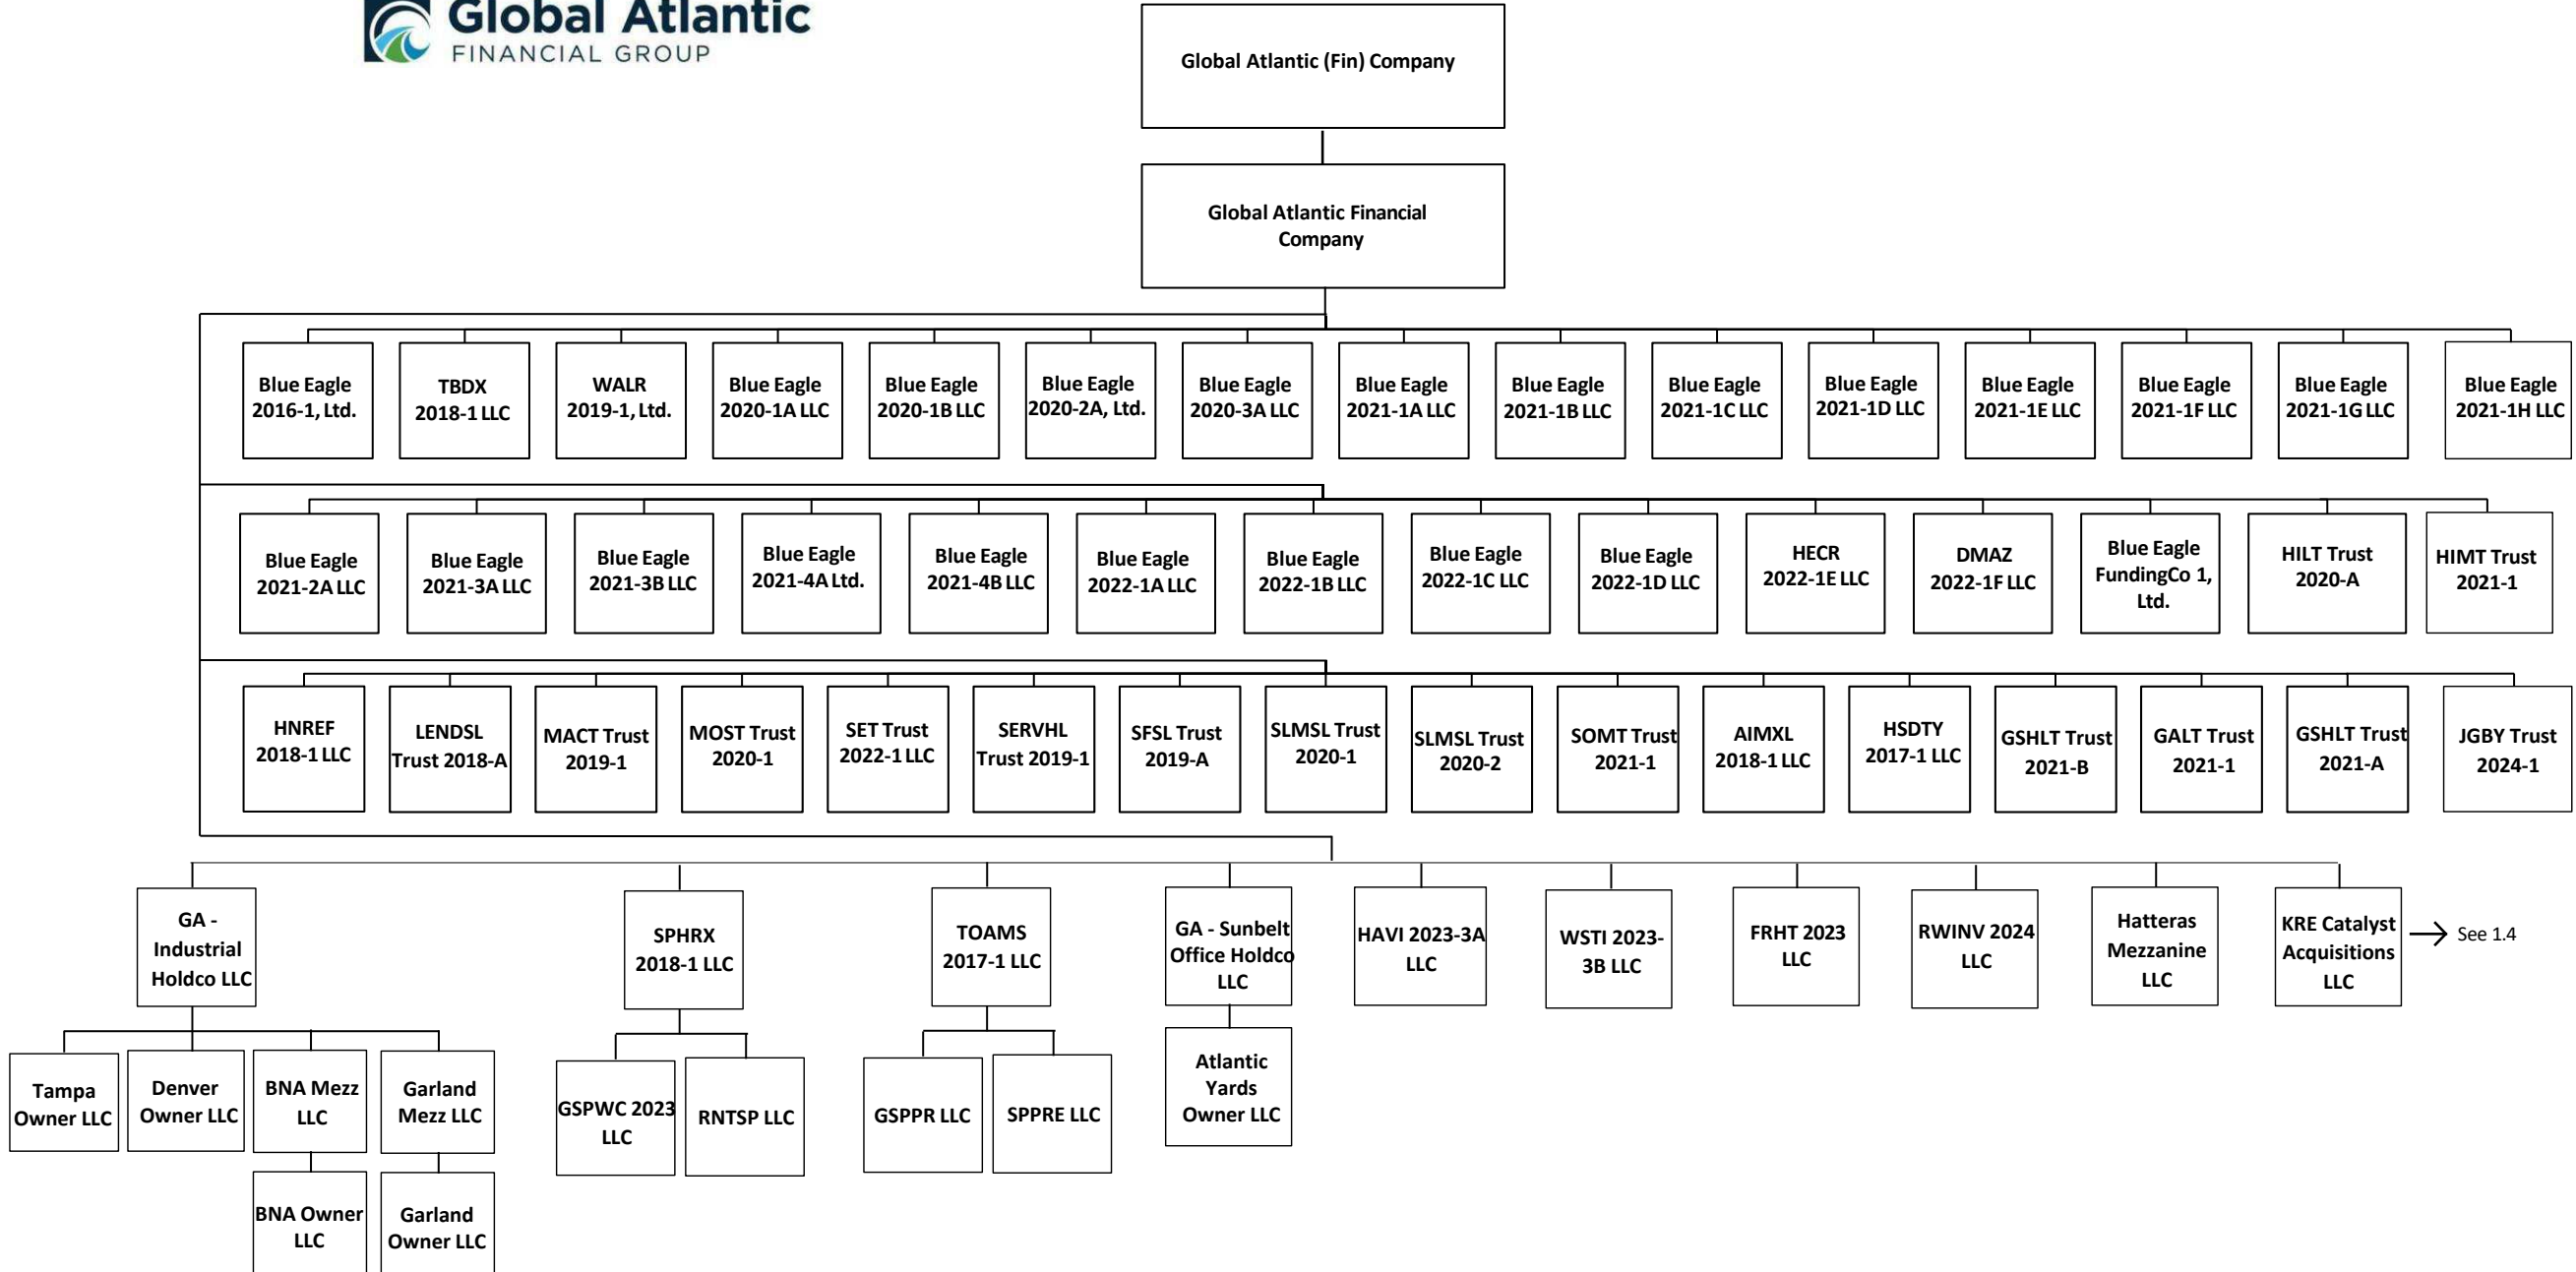 Global Atlantic
FINANCIAL GROUP
Global Atlantic (Fin) Company
Global Atlantic Financial
Company
Blue Eagle
2016-1, Ltd.
TBDX
2018-1 LLC
WALR
2019-1, Ltd.
Blue Eagle
2020-1A LLC
Blue Eagle
2020-1B LLC
Blue Eagle
2020-2A, Ltd.
Blue Eagle
2020-3A LLC
Blue Eagle
2021-1A LLC
Blue Eagle
2021-1B LLC
Blue Eagle
2021-1C LLC
Blue Eagle
2021-1D LLC
Blue Eagle
2021-1E LLC
Blue Eagle
2021-1F LLC
Blue Eagle
2021-1G LLC
Blue Eagle
2021-1H LLC
Blue Eagle
2021-2A LLC
Blue Eagle
2021-3A LLC
Blue Eagle
2021-3B LLC
Blue Eagle
2021-4A Ltd.
Blue Eagle
2021-4B LLC
Blue Eagle
2022-1A LLC
Blue Eagle
2022-1B LLC
Blue Eagle
2022-1C LLC
Blue Eagle
2022-1D LLC
HECR
2022-1E LLC
DMAZ
2022-1F LLC
Blue Eagle
FundingCo 1,
Ltd.
HILT Trust
2020-A
HIMT Trust
2021-1
HNREF
2018-1 LLC
LENDSL
Trust 2018-A
MACT Trust
2019-1
MOST Trust
2020-1
SET Trust
2022-1 LLC
SERVHL
Trust 2019-1
SFSL Trust
2019-A
SLMSL Trust
2020-1
SLMSL Trust
2020-2
SOMT Trust
2021-1
AIMXL
2018-1 LLC
HSDTY
2017-1 LLC
GSHLT Trust
2021-B
GALT Trust
2021-1
GSHLT Trust
2021-A
JGBY Trust
2024-1
GA -
Industrial
Holdco LLC
SPHRX
2018-1 LLC
TOAMS
2017-1 LLC
GA - Sunbelt
Office Holdco
LLC
HAVI 2023-3A
LLC
WSTI 2023-
3B LLC
FRHT 2023
LLC
RWINV 2024
LLC
Hatteras
Mezzanine
LLC
KRE Catalyst
Acquisitions
LLC
See 1.4
Tampa
Owner LLC
Denver
Owner LLC
BNA Mezz
LLC
Garland
Mezz LLC
GSPWC 2023
LLC
RNTSP LLC
GSPPR LLC
SPPRE LLC
Atlantic
Yards
Owner LLC
BNA Owner
LLC
Garland
Owner LLC